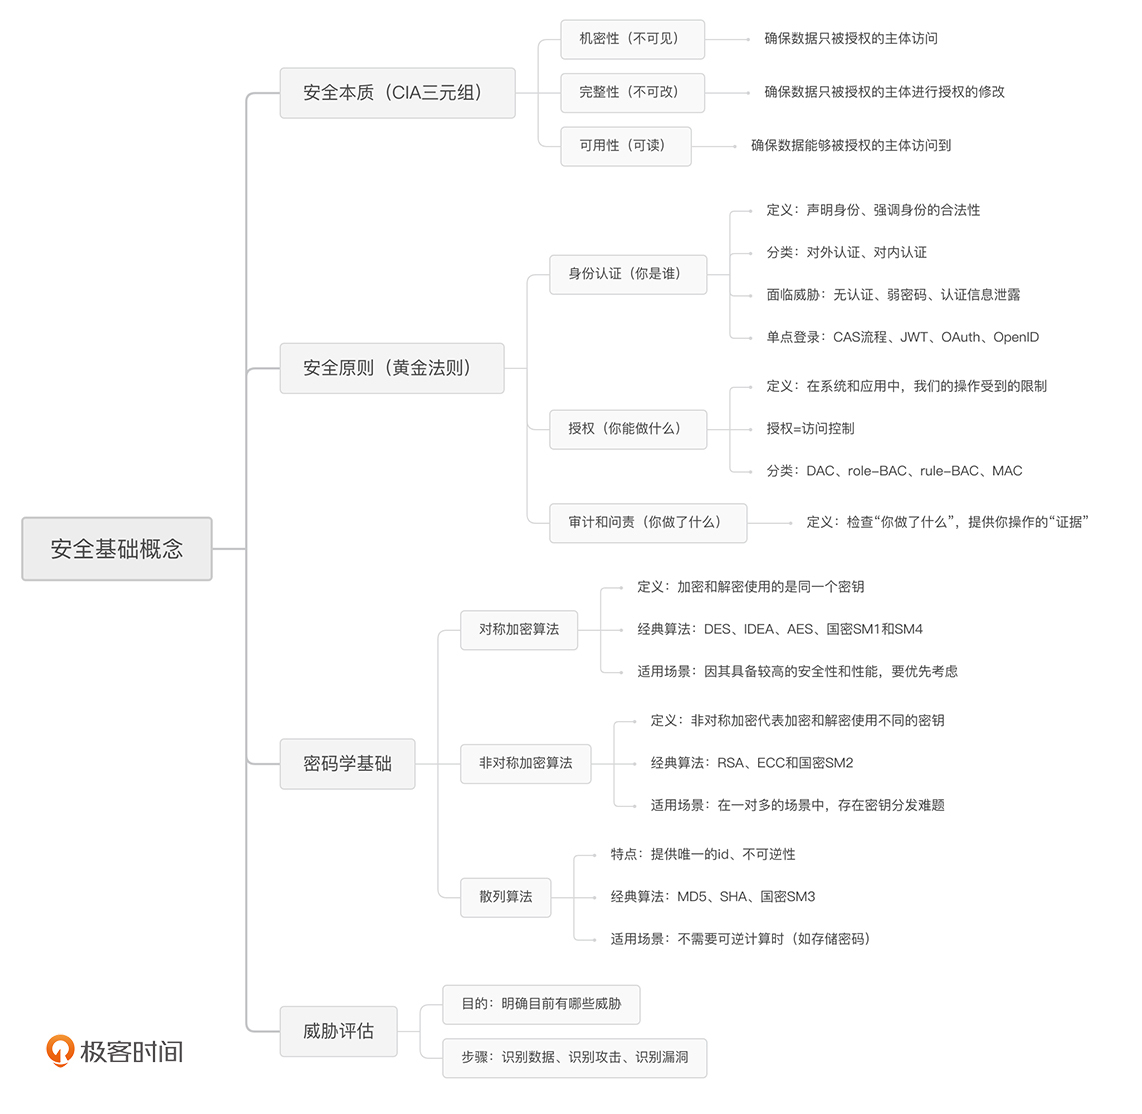 安全基础概念
安全本质（CIA三元组）
机密性（不可见）
确保数据只被授权的主体访问
完整性（不可改）
确保数据只被授权的主体进行授权的修改
可用性（可读）
确保数据能够被授权的主体访问到
安全原则（黄金法则）
身份认证（你是谁）
定义：声明身份、强调身份的合法性
分类：对外认证、对内认证
面临威胁：无认证、弱密码、认证信息泄露
单点登录：CAS流程、JWT、OAuth、OpenID
授权（你能做什么）
定义：在系统和应用中，我们的操作受到的限制
授权=访问控制
分类：DAC、role-BAC、rule-BAC、MAC
审计和问责（你做了什么）
定义：检查“你做了什么”，提供你操作的“证据”
密码学基础
对称加密算法
定义：加密和解密使用的是同一个密钥
经典算法：DES、IDEA、AES、国密SM1和SM4
适用场景：因其具备较高的安全性和性能，要优先考虑
非对称加密算法
定义：非对称加密代表加密和解密使用不同的密钥
经典算法：RSA、ECC和国密SM2
适用场景：在一对多的场景中，存在密钥分发难题
散列算法
特点：提供唯一的id、不可逆性
经典算法：MD5、SHA、国密SM3
适用场景：不需要可逆计算时（如存储密码）
威胁评估
目的：明确目前有哪些威胁
步骤：识别数据、识别攻击、识别漏洞
极客时间